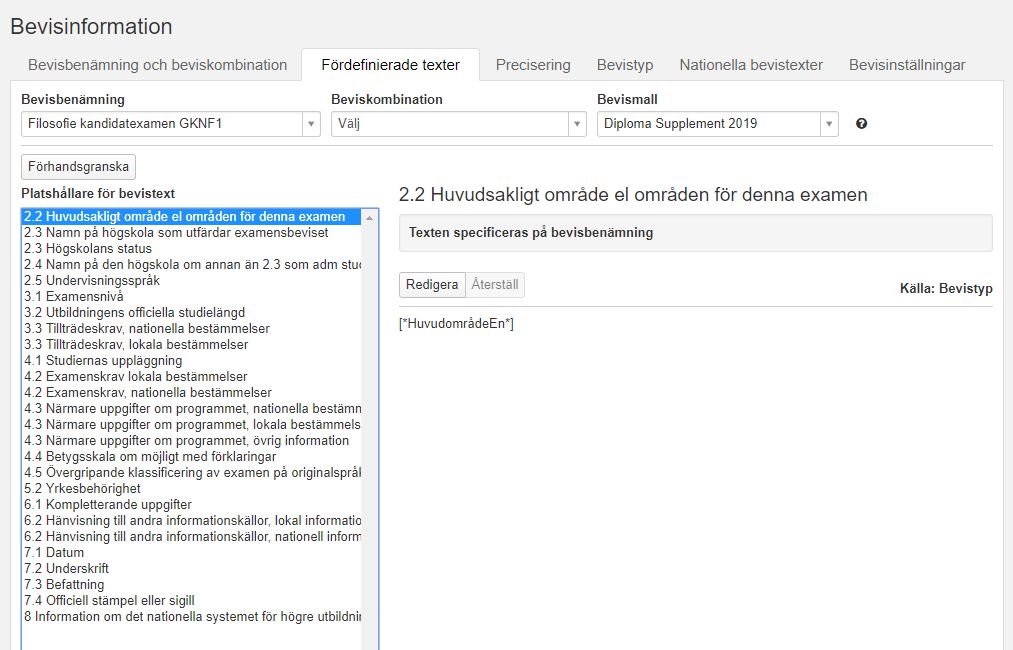 Bevisinformation
Bevisbenämning och beviskombination
Fördefinierade texter
Precisering
Bevistyp
Nationella bevistexter
Bevisinställningar
Bevisbenämning
Beviskombination
Bevismall
Filosofie kandidatexamen GKNF1
Välj
Diploma Supplement 2019
Förhandsgranska
Platshållare för bevistext
2.2 Huvudsakligt område el områden för denna examen
2.3 Namn på högskola som utfärdar examensbeviset
2.3 Högskolans status
2.4 Namn på den högskola om annan än 2.3 som adm stu
2.5 Undervisningsspråk
3.1 Examensnivå
3.2 Utbildningens officiella studielängd
3.3 Tillträdeskrav, nationella bestämmelser
3.3 Tillträdeskrav, lokala bestämmelser
4.1 Studiernas uppläggning
4.2 Examenskrav lokala bestämmelser
4.2 Examenskrav, nationella bestämmelser
4.3 Närmare uppgifter om programmet, nationella bestämn
4.3 Närmare uppgifter om programmet, lokala bestämmels
4.3 Närmare uppgifter om programmet, övrig information
4.4 Betygsskala om möjligt med förklaringar
4.5 Övergripande klassificering av examen på originalspråk
5.2 Yrkesbehörighet
6.1 Kompletterande uppgifter
6.2 Hänvisning till andra informationskällor, lokal informatio
6.2 Hänvisning till andra informationskällor, nationell inform
7.1 Datum
7.2 Underskrift
7.3 Befattning
7.4 Officiell stämpel eller sigill
8 Information om det nationella systemet för högre utbildni
2.2 Huvudsakligt område el områden för denna examen
Texten specificeras på bevisbenämning
Redigera
Återställ
Källa: Bevistyp
[*HuvudområdeEn*]